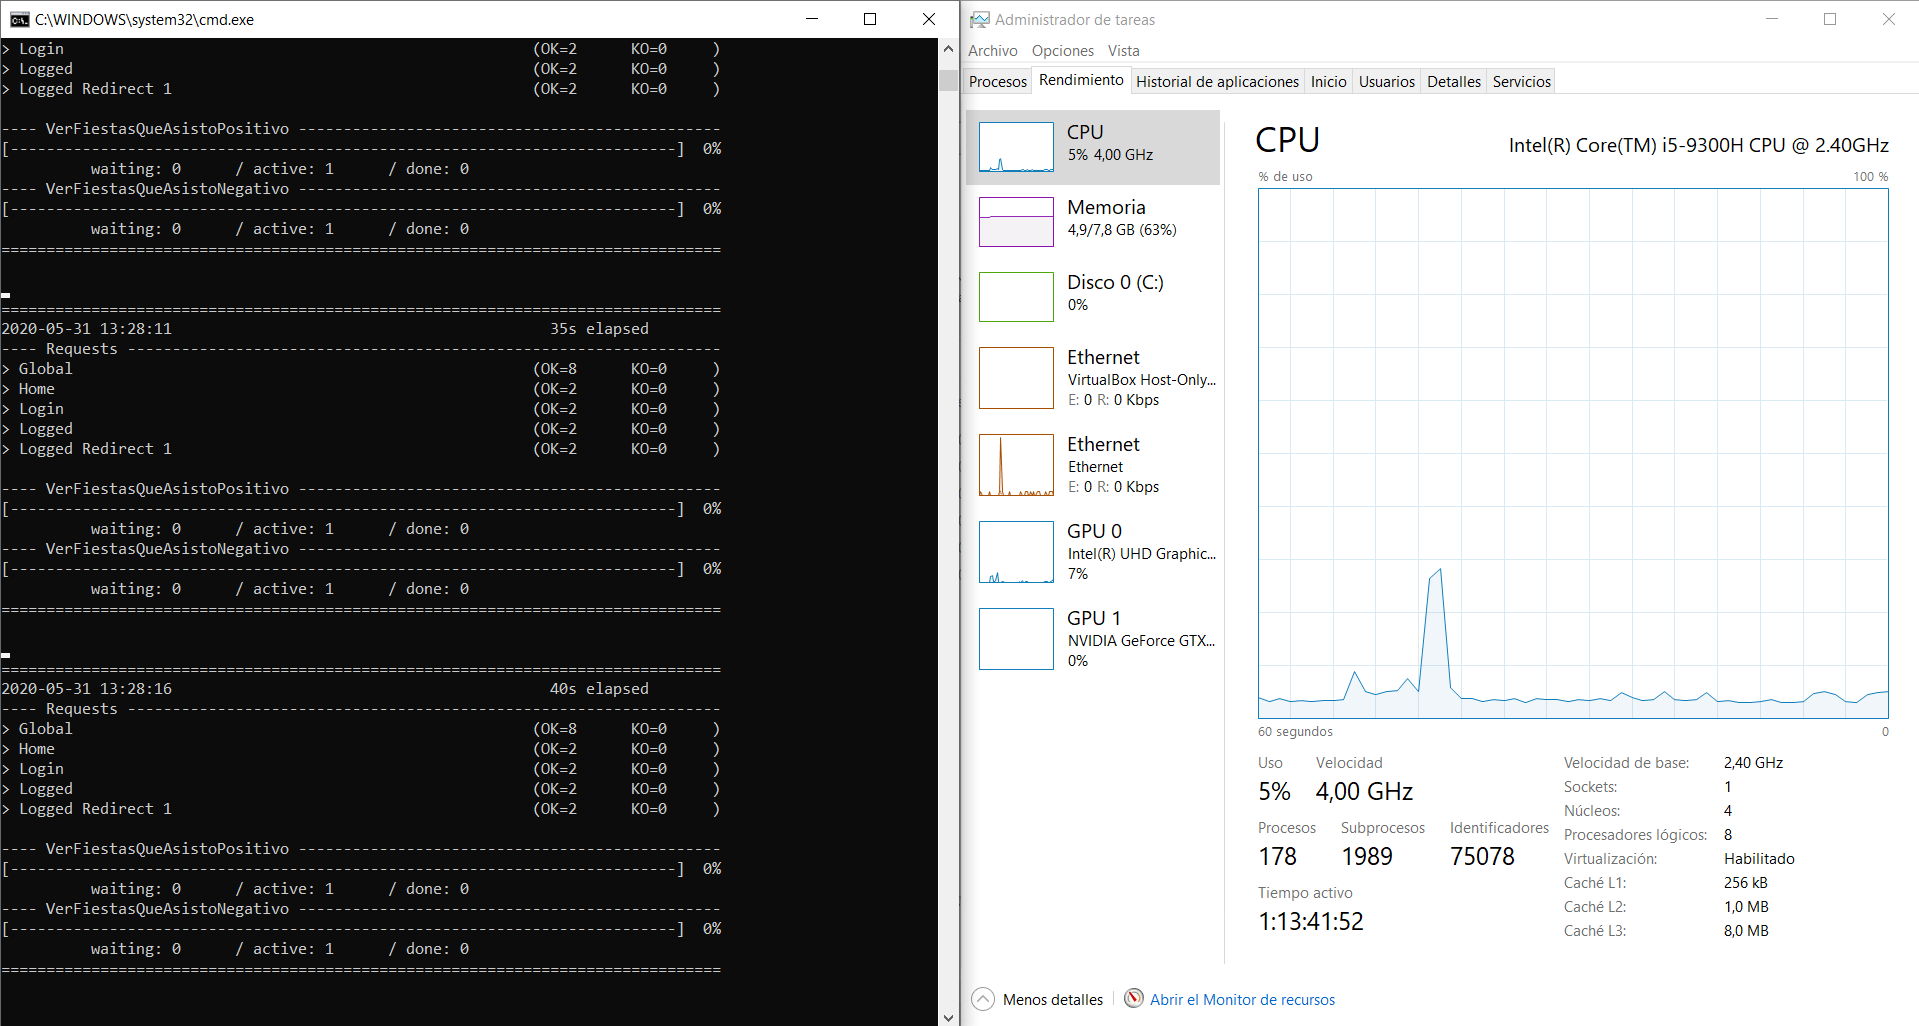 C:\WINDOWS\system32\cmd.exe
> Login (OK=2 KO=0 )
> Logged (OK=2 KO=0 )
> Logged Redirect 1 (OK=2 KO=0 )
---- VerFiestasQueAsistoPositivo -----------------------------------------------
[--------------------------------------------------------------------------] 0%
waiting: 0 / active: 1 / done: 0
---- VerFiestasQueAsistoNegativo -----------------------------------------------
[--------------------------------------------------------------------------] 0%
waiting: 0 / active: 1 / done: 0
================================================================================
================================================================================
2020-05-31 13:28:11 35s elapsed
---- Requests ------------------------------------------------------------------
> Global (OK=8 KO=0 )
> Home (OK=2 KO=0 )
> Login (OK=2 KO=0 )
> Logged (OK=2 KO=0 )
> Logged Redirect 1 (OK=2 KO=0 )
---- VerFiestasQueAsistoPositivo -----------------------------------------------
[--------------------------------------------------------------------------] 0%
waiting: 0 / active: 1 / done: 0
---- VerFiestasQueAsistoNegativo -----------------------------------------------
[--------------------------------------------------------------------------] 0%
waiting: 0 / active: 1 / done: 0
================================================================================
================================================================================
2020-05-31 13:28:16 40s elapsed
---- Requests ------------------------------------------------------------------
> Global (OK=8 KO=0 )
> Home (OK=2 KO=0 )
> Login (OK=2 KO=0 )
> Logged (OK=2 KO=0 )
> Logged Redirect 1 (OK=2 KO=0 )
---- VerFiestasQueAsistoPositivo -----------------------------------------------
[--------------------------------------------------------------------------] 0%
waiting: 0 / active: 1 / done: 0
---- VerFiestasQueAsistoNegativo -----------------------------------------------
[--------------------------------------------------------------------------] 0%
waiting: 0 / active: 1 / done: 0
================================================================================
Administrador de tareas
Archivo Opciones Vista
Procesos Rendimiento Historial de aplicaciones Inicio Usuarios Detalles Servicios
CPU
5% 4,00 GHz
Memoria
4,9/7,8 GB (63%)
Disco 0 (C:)
0%
Ethernet
VirtualBox Host-Only...
E: 0 R: 0 Kbps
Ethernet
Ethernet
E: 0 R: 0 Kbps
GPU 0
Intel(R) UHD Graphic...
7%
GPU 1
NVIDIA GeForce GTX...
0%
CPU Intel(R) Core(TM) i5-9300H CPU @ 2.40GHz
% de uso 100 %
60 segundos 0
Uso Velocidad
5% 4,00 GHz
Procesos Subprocesos Identificadores
178 1989 75078
Tiempo activo
1:13:41:52
Velocidad de base: 2,40 GHz
Sockets: 1
Núcleos: 4
Procesadores lógicos: 8
Virtualización: Habilitado
Caché L1: 256 kB
Caché L2: 1,0 MB
Caché L3: 8,0 MB
Menos detalles Abrir el Monitor de recursos